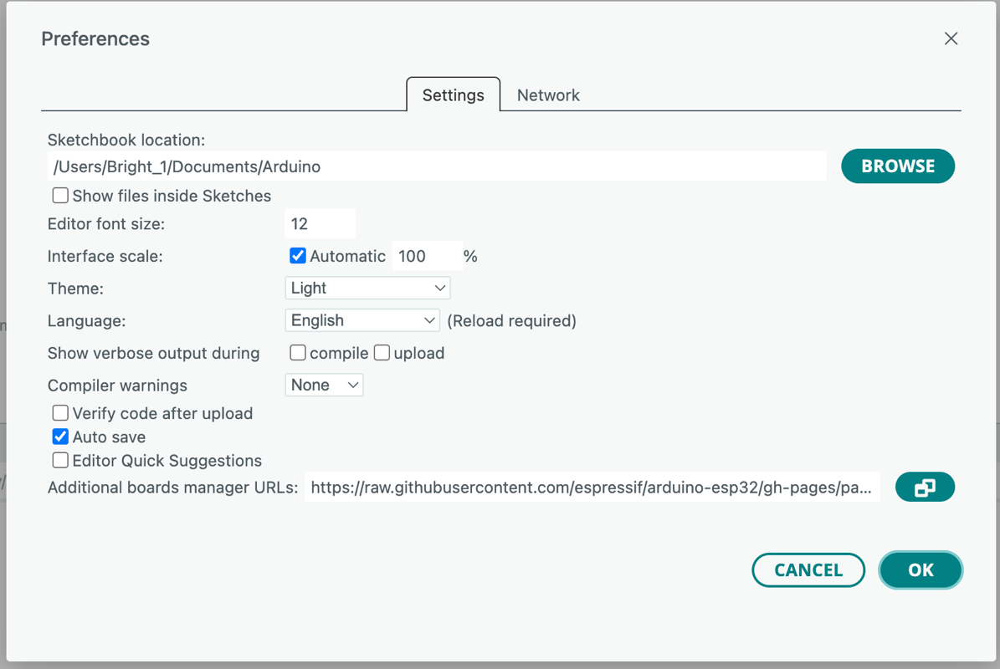 Preferences
Settings Network
Sketchbook location:
/Users/Bright_1/Documents/Arduino BROWSE
Show files inside Sketches
Editor font size: 12
Interface scale: Automatic 100 %
Theme: Light
Language: English (Reload required)
Show verbose output during compile upload
Compiler warnings None
Verify code after upload
Auto save
Editor Quick Suggestions
Additional boards manager URLs: https://raw.githubusercontent.com/espressif/arduino-esp32/gh-pages/pa...
CANCEL OK